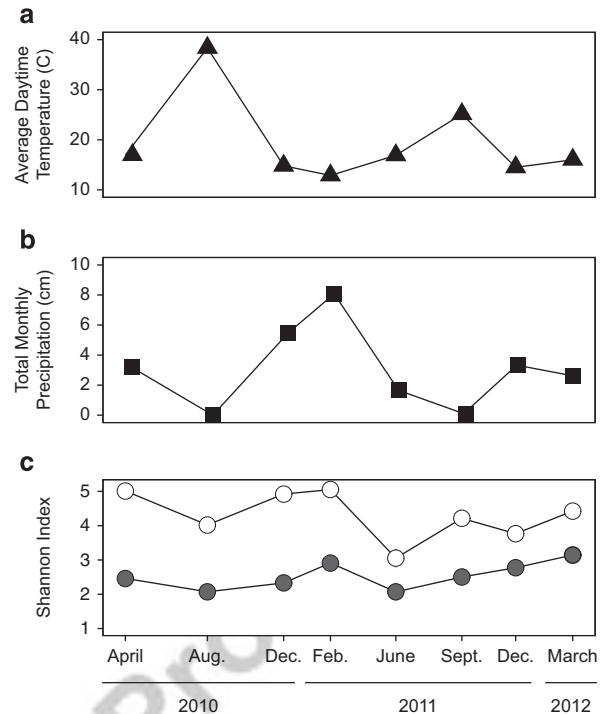 a
Average Daytime
Temperature (C)
40
30
20
10
b
Total Monthly
Precipitation (cm)
10
8
6
4
2
0
c
Shannon Index
5
4
3
2
1
April Aug. Dec. Feb. June Sept. Dec. March
2010 2011 2012
Pro